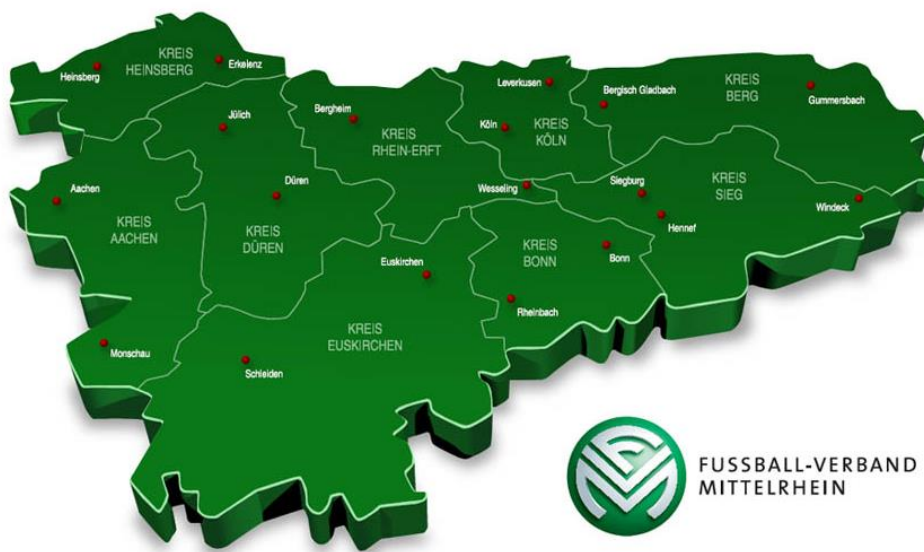 KREIS
HEINSBERG
Heinsberg
Erkelenz
Jülich
Bergheim
KREIS
RHEIN-ERFT
Leverkusen
Köln
KREIS
KÖLN
Bergisch Gladbach
KREIS
BERG
Gummersbach
Aachen
KREIS
AACHEN
Düren
KREIS
DÜREN
Wesseling
Siegburg
KREIS
SIEG
Hennef
Windeck
Euskirchen
KREIS
BONN
Bonn
Rheinbach
KREIS
EUSKIRCHEN
Monschau
Schleiden
FVM
FUSSBALL-VERBAND
MITTELRHEIN